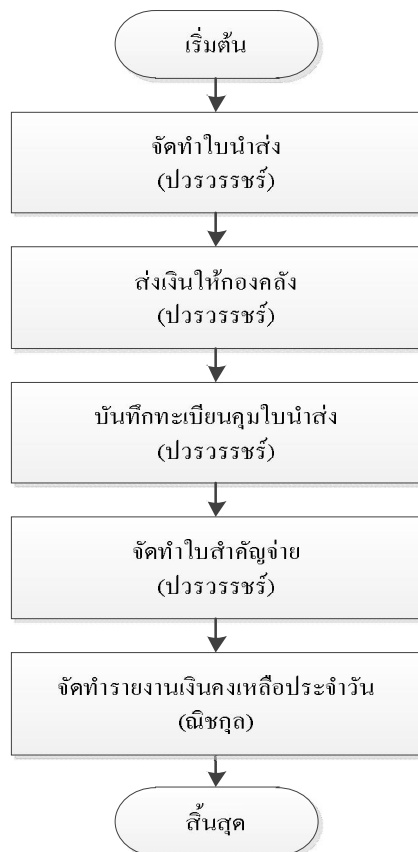 เริ่มต้น
จัดทำใบนำส่ง
(ปวรวรรชร์)
ส่งเงินให้กองคลัง
(ปวรวรรชร์)
บันทึกทะเบียนคุมใบนำส่ง
(ปวรวรรชร์)
จัดทำใบสำคัญจ่าย
(ปวรวรรชร์)
จัดทำรายงานเงินคงเหลือประจำวัน
(ณิชกุล)
สิ้นสุด